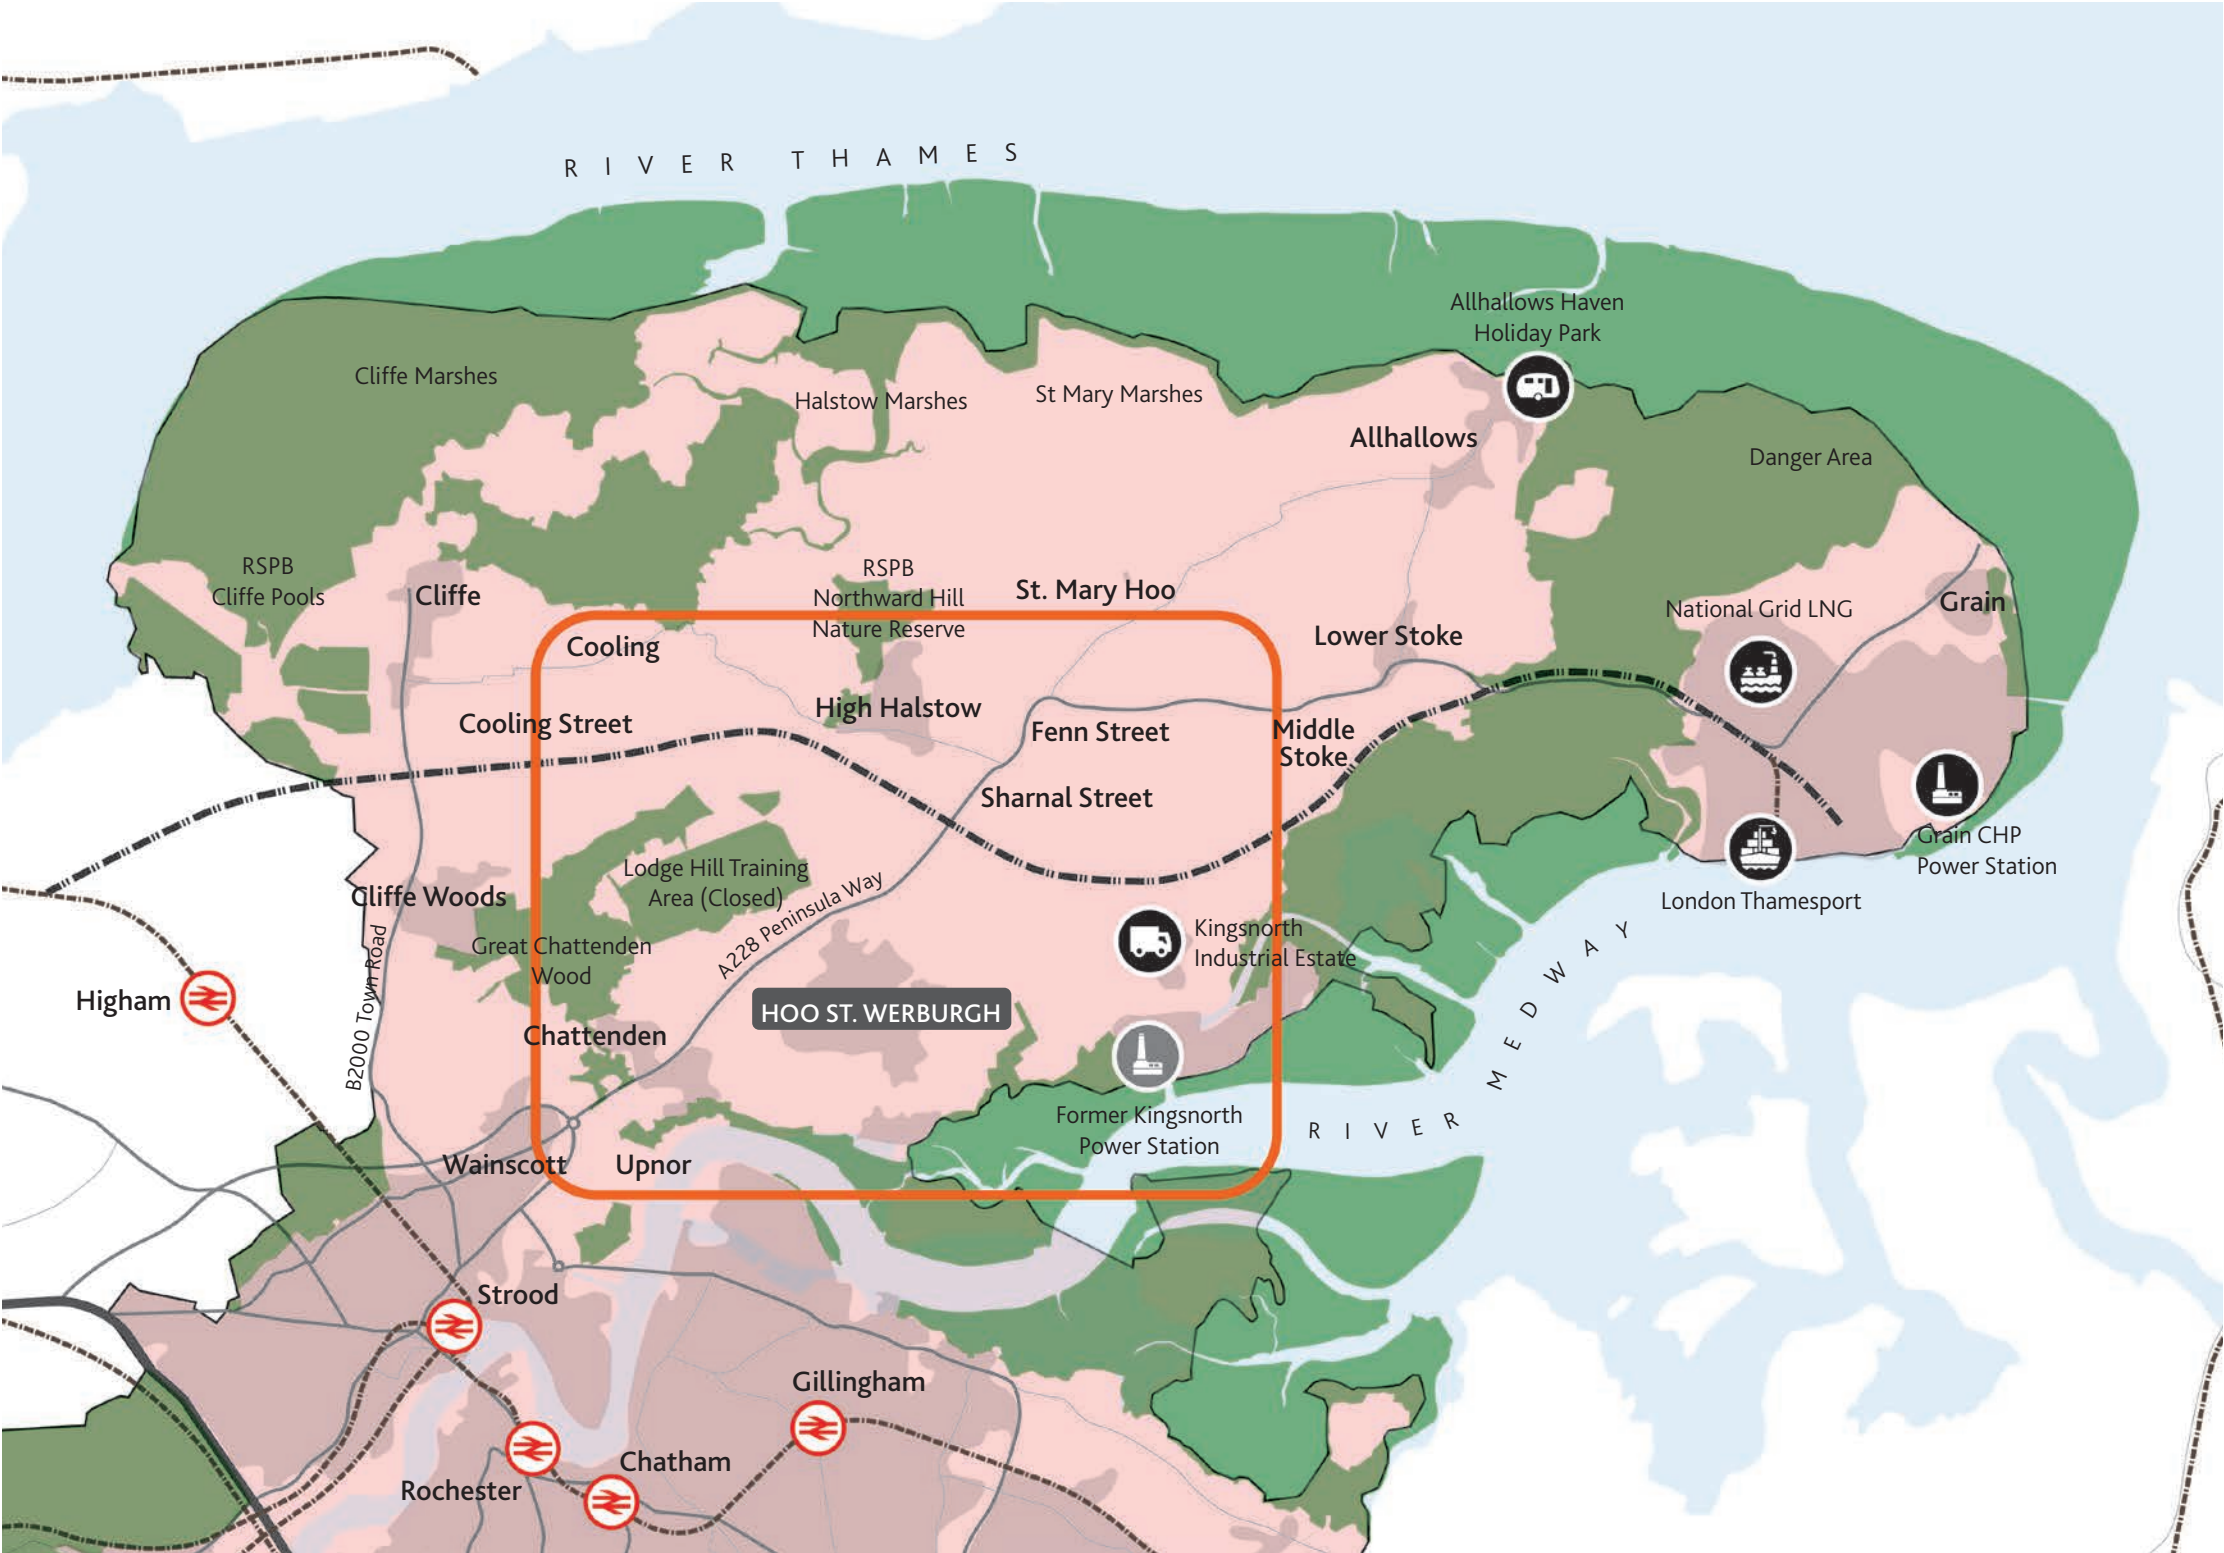 RIVER THAMES
Allhallows Haven
Holiday Park
Cliffe Marshes
Halstow Marshes
St Mary Marshes
Allhallows
Danger Area
RSPB
Cliffe Pools
Cliffe
RSPB
Northward Hill
Nature Reserve
St. Mary Hoo
National Grid LNG
Grain
Cooling
Lower Stoke
High Halstow
Cooling Street
Fenn Street
Middle
Stoke
Sharnal Street
Grain CHP
Power Station
Lodge Hill Training
Area (Closed)
Cliffe Woods
A228 Peninsula Way
London Thamesport
Great Chattenden
Wood
Kingsnorth
Industrial Estate
B2000 Town Road
Higham
HOO ST. WERBURGH
Chattenden
RIVER MEDWAY
Former Kingsnorth
Power Station
Wainscott
Upnor
Strood
Gillingham
Chatham
Rochester